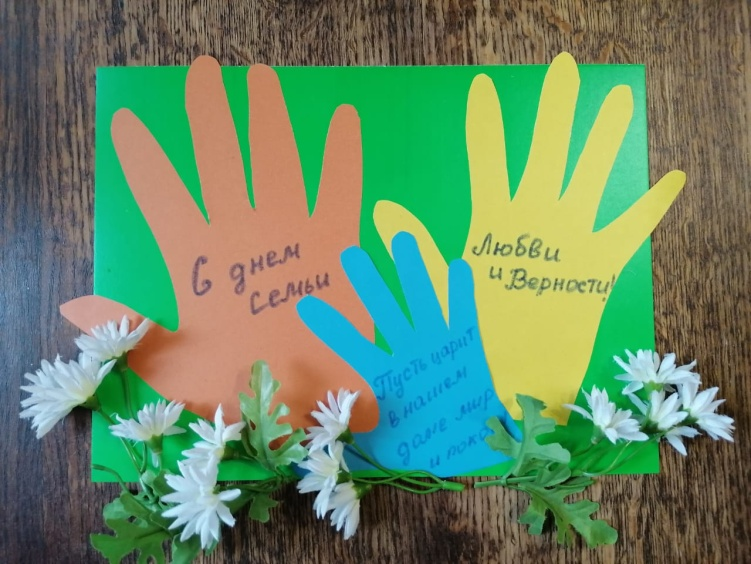 С днем
семьи
Любви
и Верности!
Пусть царит
в нашем
доме мир
и